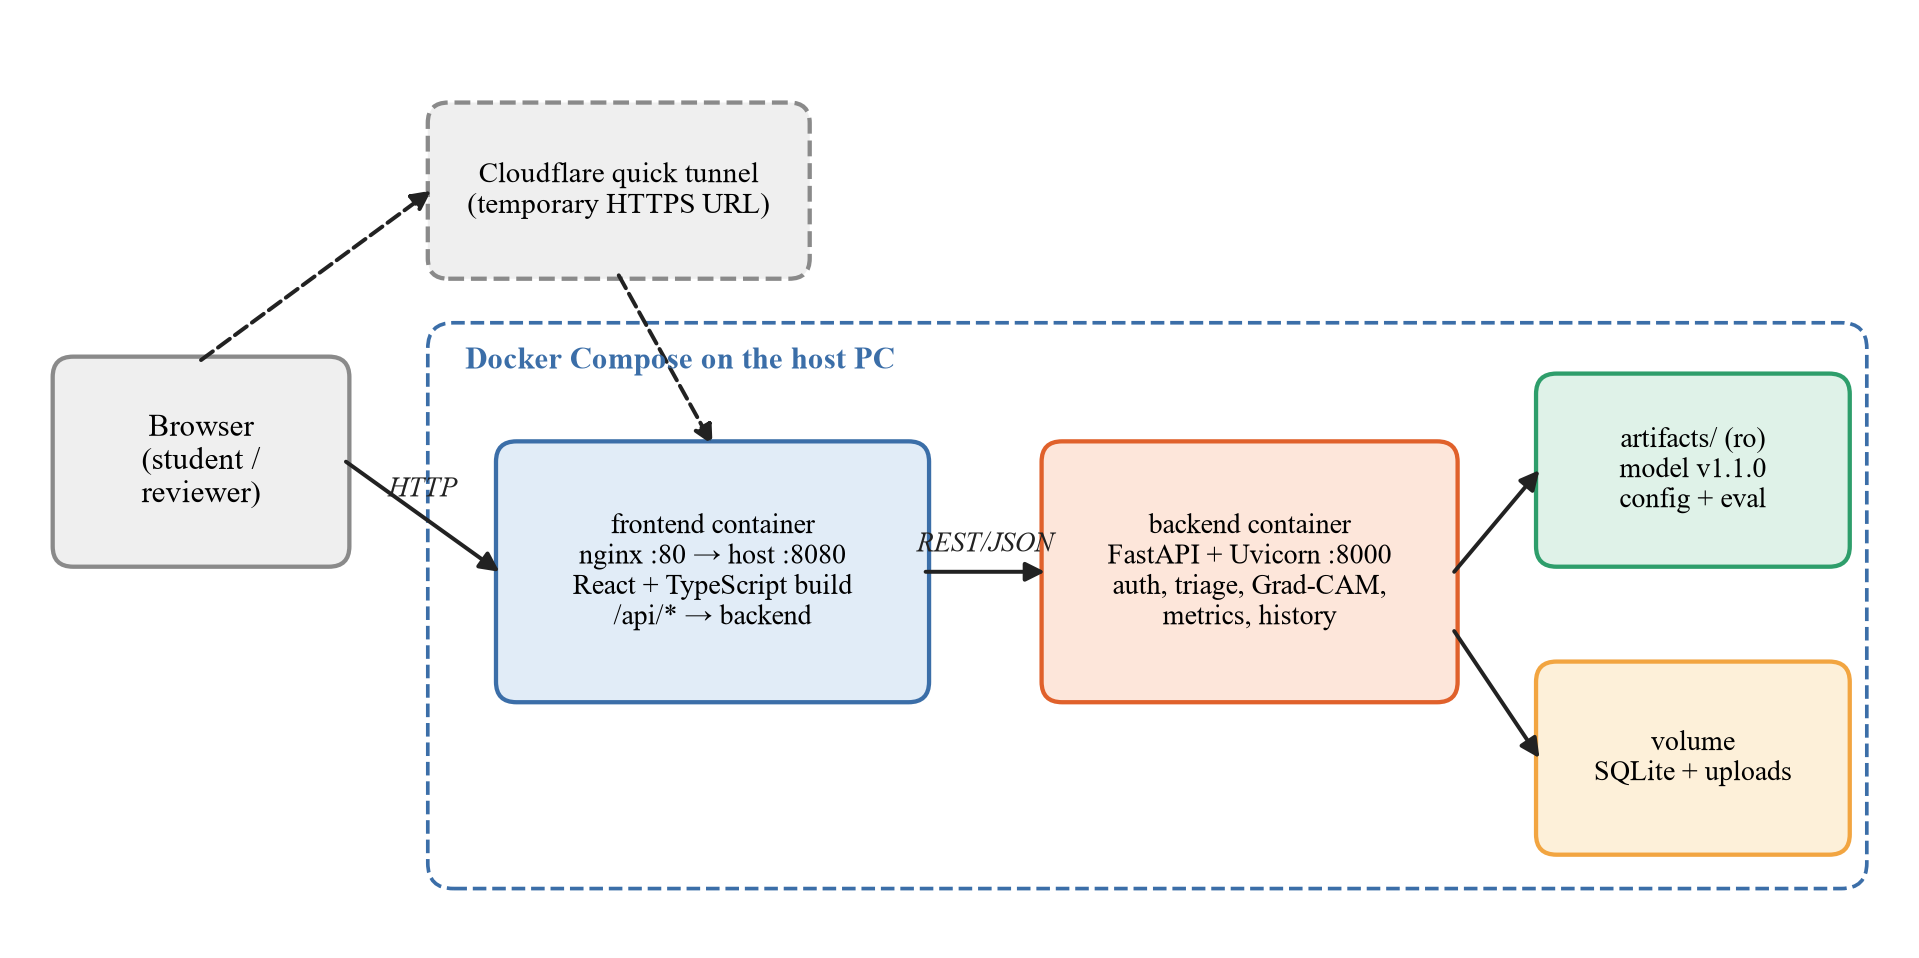 Cloudflare quick tunnel
(temporary HTTPS URL)
Docker Compose on the host PC
Browser
(student /
reviewer)
HTTP
frontend container
nginx :80 → host :8080
React + TypeScript build
/api/* → backend
REST/JSON
backend container
FastAPI + Uvicorn :8000
auth, triage, Grad-CAM,
metrics, history
artifacts/ (ro)
model v1.1.0
config + eval
volume
SQLite + uploads